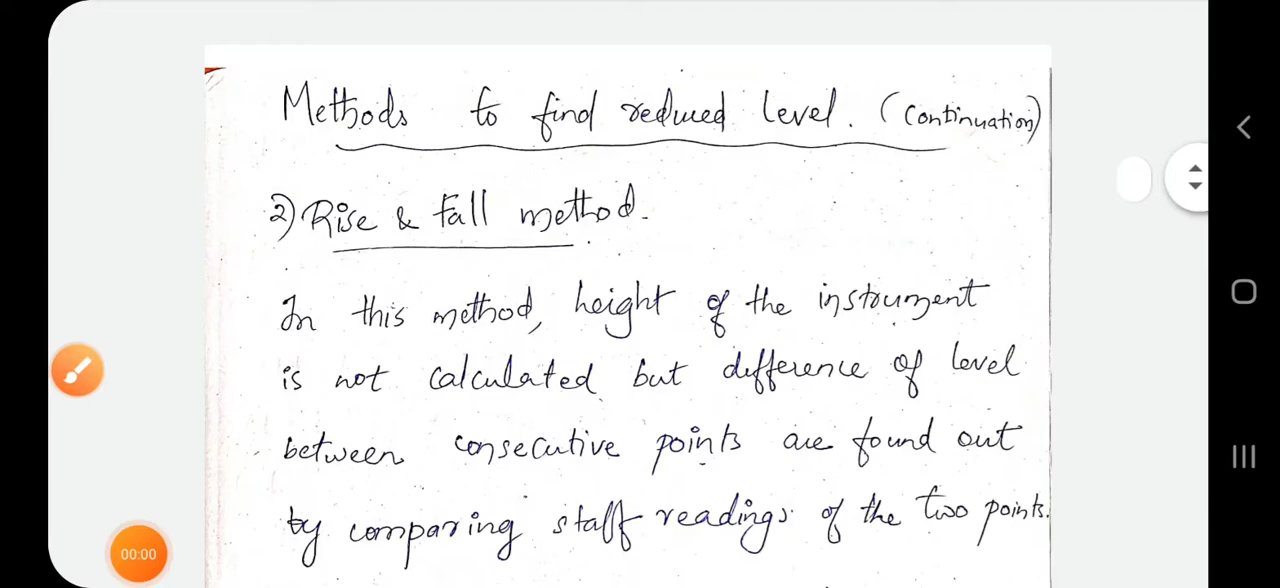 Methods to find reduced level. (Continuation)
2) Rise & Fall method.
In this method, height of the instrument
is not calculated but difference of level
between consecutive points are found out
by comparing staff readings of the two points.
00:00